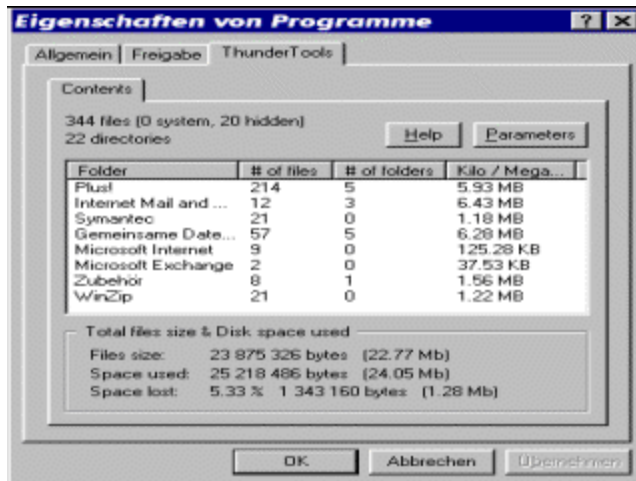 Eigenschaften von Programme
Allgemein Freigabe ThunderTools
Contents
344 files (0 system, 20 hidden)
22 directories
Help Parameters
Folder # of files # of folders Kilo / Mega...
Plus! 214 5 5.93 MB
Internet Mail and ... 12 3 6.43 MB
Symantec 21 0 1.18 MB
Gemeinsame Date... 57 5 6.28 MB
Microsoft Internet 9 0 125.28 KB
Microsoft Exchange 2 0 37.53 KB
Zubehör 8 1 1.56 MB
WinZip 21 0 1.22 MB
Total files size & Disk space used
Files size: 23 875 326 bytes (22.77 Mb)
Space used: 25 218 486 bytes (24.05 Mb)
Space lost: 5.33 % 1 343 160 bytes (1.28 Mb)
OK Abbrechen Übernehmen